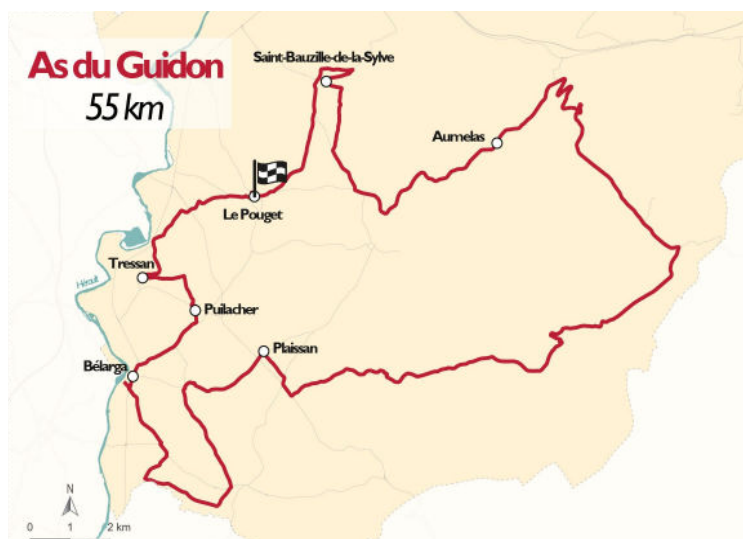 As du Guidon
55 km
Saint-Bauzille-de-la-Sylve
Aumelas
Le Pouget
Tressan
Hérault
Puilacher
Plaissan
Bélarga
N
0 1 2 km